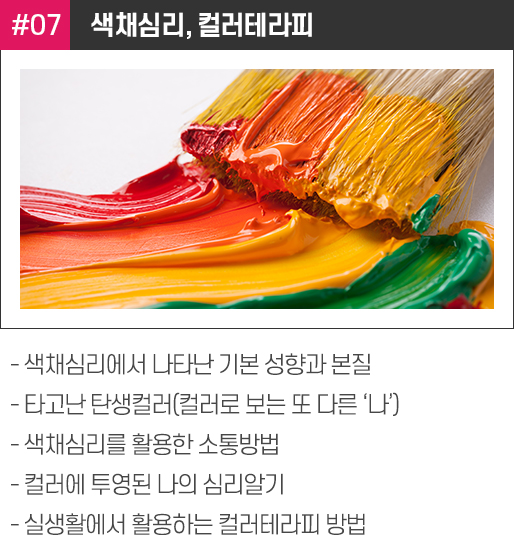 #07 색채심리, 컬러테라피
- 색채심리에서 나타난 기본 성향과 본질
- 타고난 탄생컬러(컬러로 보는 또 다른 ‘나’)
- 색채심리를 활용한 소통방법
- 컬러에 투영된 나의 심리알기
- 실생활에서 활용하는 컬러테라피 방법